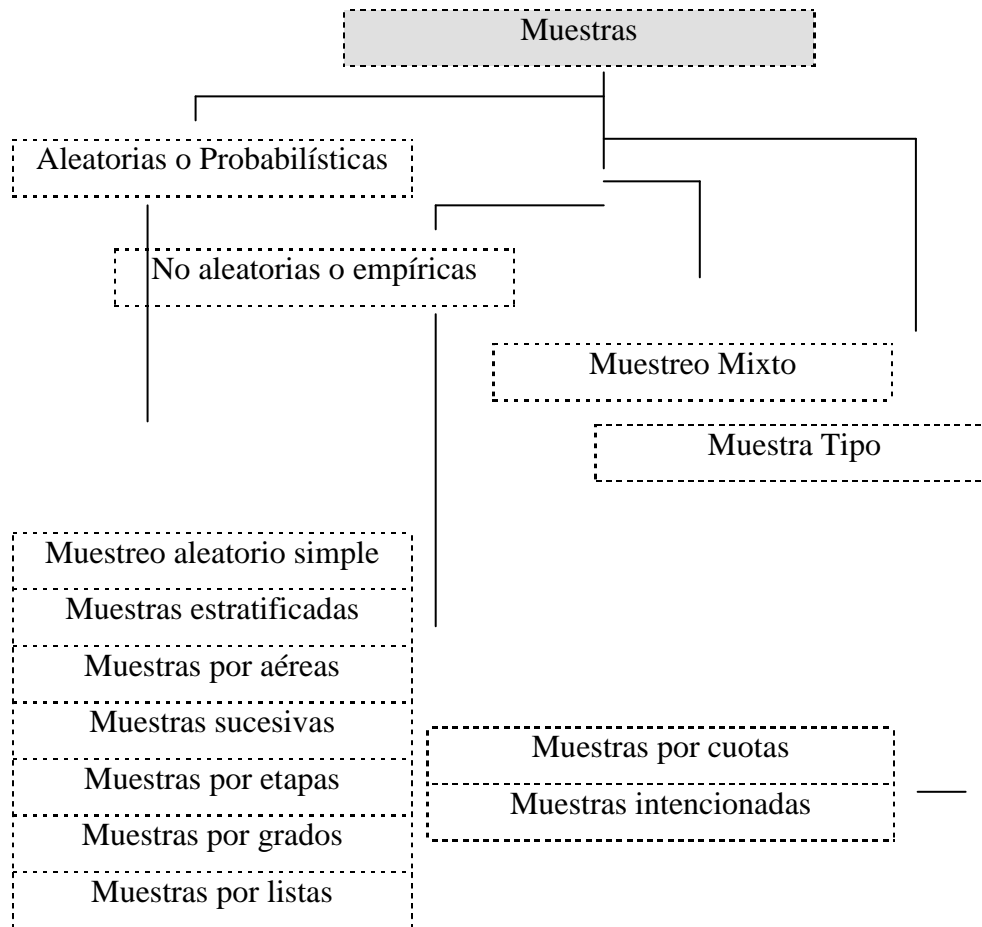 Muestras
Aleatorias o Probabilísticas
No aleatorias o empíricas
Muestreo Mixto
Muestra Tipo
Muestreo aleatorio simple
Muestras estratificadas
Muestras por aéreas
Muestras sucesivas
Muestras por etapas
Muestras por grados
Muestras por listas
Muestras por cuotas
Muestras intencionadas